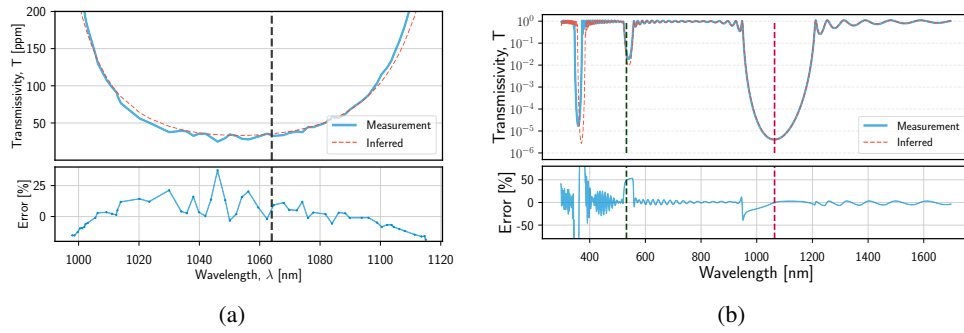 200
150
100
50
Transmissivity, T [ppm]
Measurement
Inferred
25
0
Error [%]
1000 1020 1040 1060 1080 1100 1120
Wavelength, λ [nm]
(a)
10^0
10^-1
10^-2
10^-3
10^-4
10^-5
10^-6
Transmissivity, T
Measurement
Inferred
50
0
-50
Error [%]
400 600 800 1000 1200 1400 1600
Wavelength [nm]
(b)